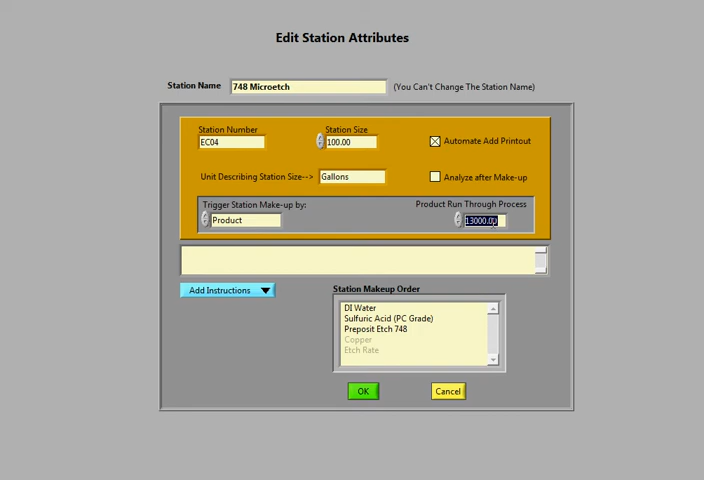 Edit Station Attributes
Station Name 748 Microetch (You Can't Change The Station Name)
Station Number Station Size
EC04 100.00 Automate Add Printout
Unit Describing Station Size--> Gallons Analyze after Make-up
Trigger Station Make-up by: Product Run Through Process
Product 13000.00
Add Instructions
Station Makeup Order
DI Water
Sulfuric Acid (PC Grade)
Preposit Etch 748
Copper
Etch Rate
OK Cancel